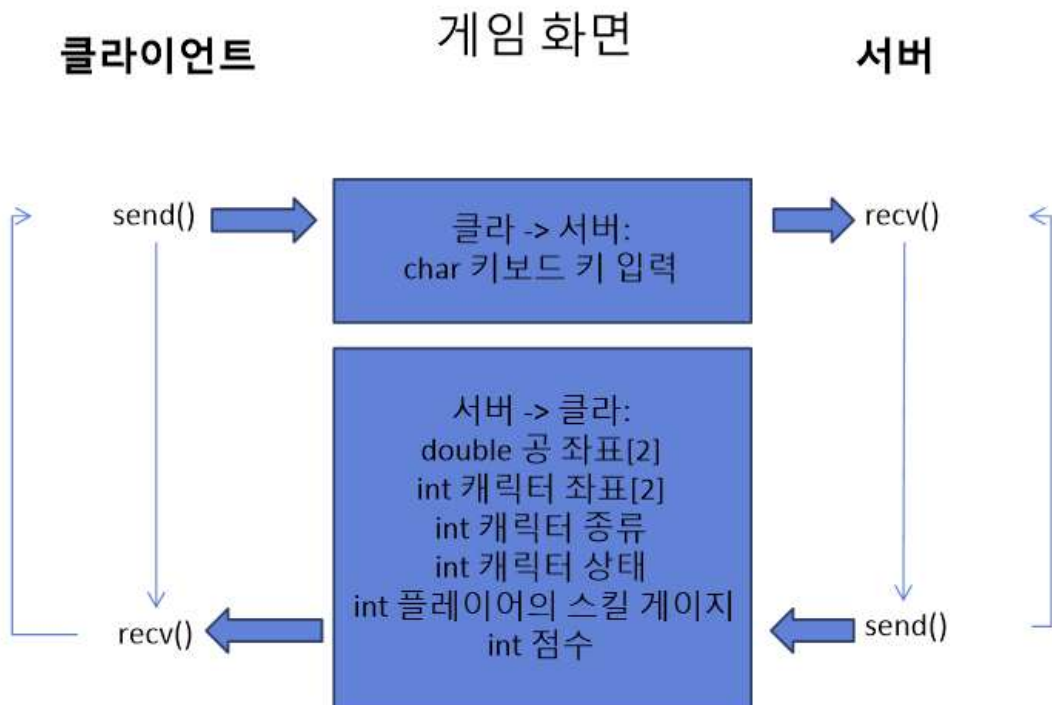 게임 화면
클라이언트
서버
send()
클라 -> 서버:
char 키보드 키 입력
recv()
서버 -> 클라:
double 공 좌표[2]
int 캐릭터 좌표[2]
int 캐릭터 종류
int 캐릭터 상태
int 플레이어의 스킬 게이지
int 점수
recv()
send()